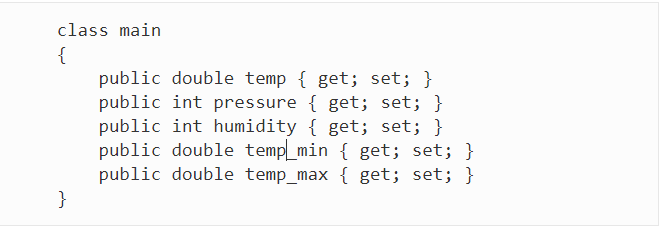 class main
{
public double temp { get; set; }
public int pressure { get; set; }
public int humidity { get; set; }
public double temp_min { get; set; }
public double temp_max { get; set; }
}